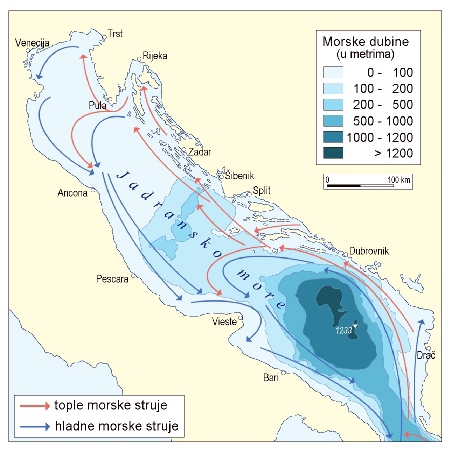 Trst
Venecija
Rijeka
Pula
Zadar
Šibenik
Split
Ancona
Jadransko more
Pescara
Dubrovnik
Vieste
1200
Drač
Bari
Morske dubine
(u metrima)
0 - 100
100 - 200
200 - 500
500 - 1000
1000 - 1200
> 1200
0 100 km
tople morske struje
hladne morske struje